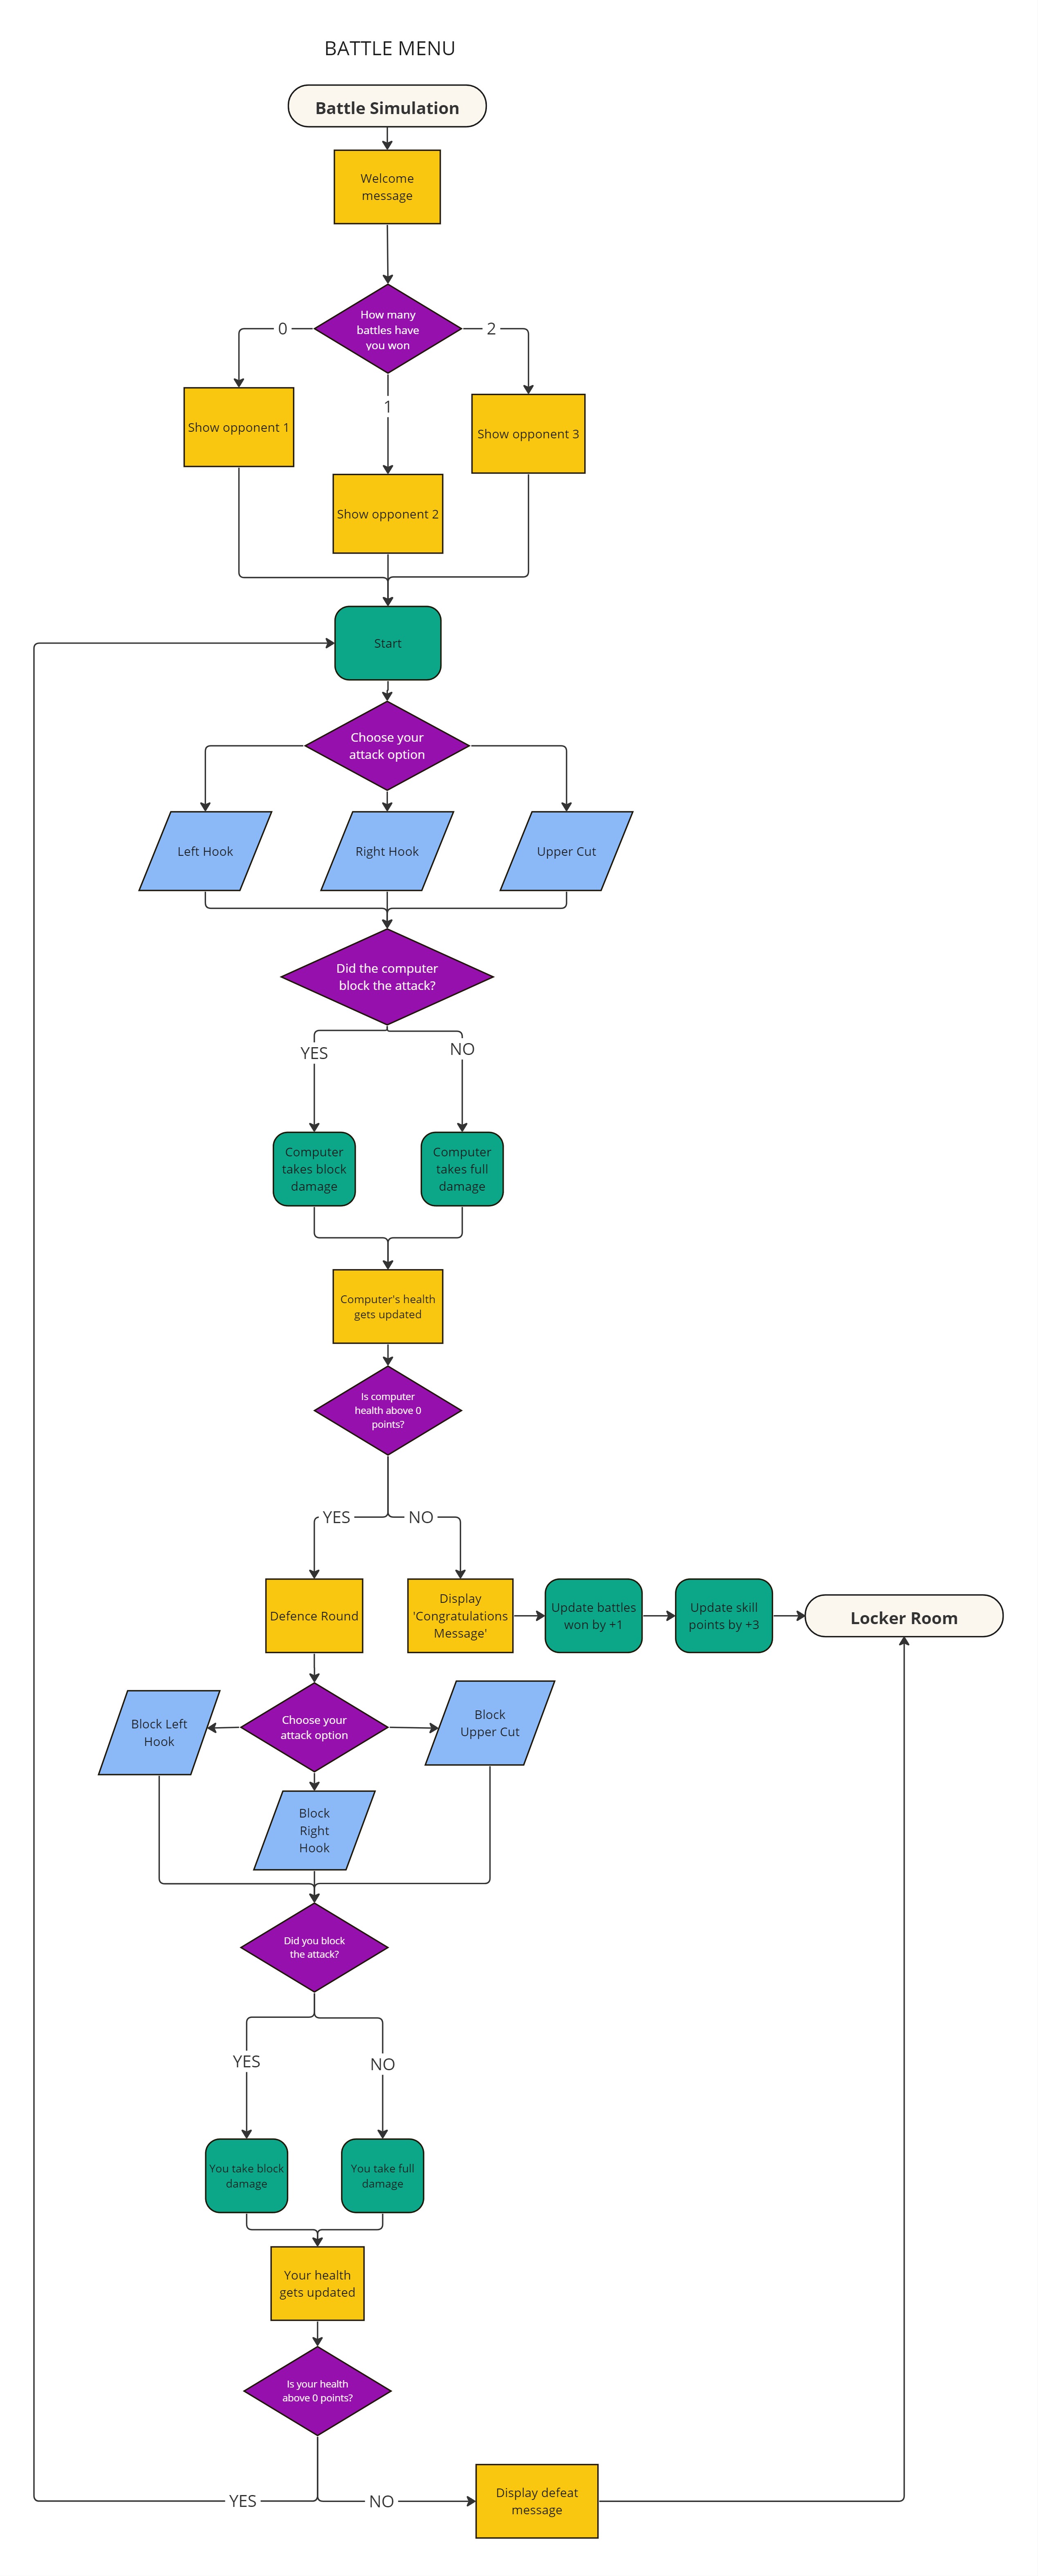 BATTLE MENU
Battle Simulation
Welcome
message
How many
battles have
you won
0
1
2
Show opponent 1
Show opponent 3
Show opponent 2
Start
Choose your
attack option
Left Hook
Right Hook
Upper Cut
Did the computer
block the attack?
YES
NO
Computer
takes block
damage
Computer
takes full
damage
Computer's health
gets updated
Is computer
health above 0
points?
YES
NO
Defence Round
Display
'Congratulations
Message'
Update battles
won by +1
Update skill
points by +3
Locker Room
Choose your
attack option
Block Left
Hook
Block
Upper Cut
Block
Right
Hook
Did you block
the attack?
YES
NO
You take block
damage
You take full
damage
Your health
gets updated
Is your health
above 0 points?
YES
NO
Display defeat
message